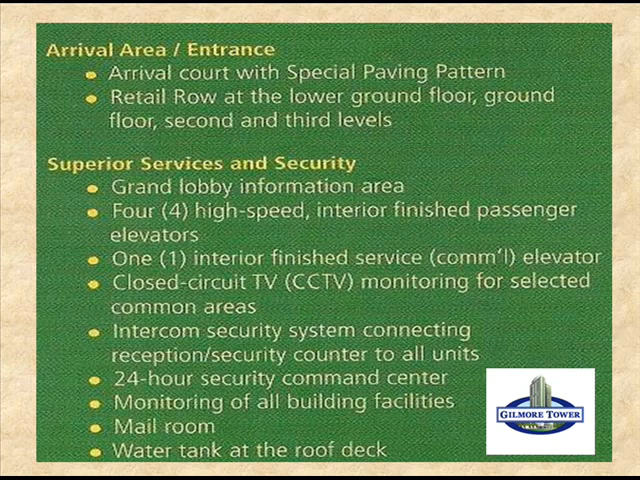 Arrival Area / Entrance
Arrival court with Special Paving Pattern
Retail Row at the lower ground floor, ground
floor, second and third levels
Superior Services and Security
Grand lobby information area
Four (4) high-speed, interior finished passenger
elevators
One (1) interior finished service (comm'l) elevator
Closed-circuit TV (CCTV) monitoring for selected
common areas
Intercom security system connecting
reception/security counter to all units
24-hour security command center
Monitoring of all building facilities
Mail room
Water tank at the roof deck
GILMORE TOWER